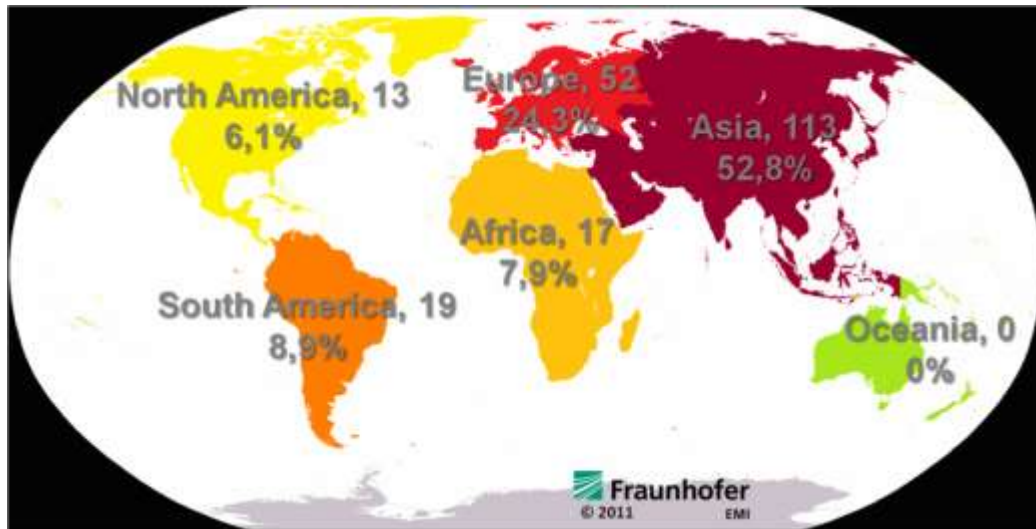 North America, 13
6,1%
Europe, 52
24,3%
Asia, 113
52,8%
Africa, 17
7,9%
South America, 19
8,9%
Oceania, 0
0%
Fraunhofer
© 2011 EMI